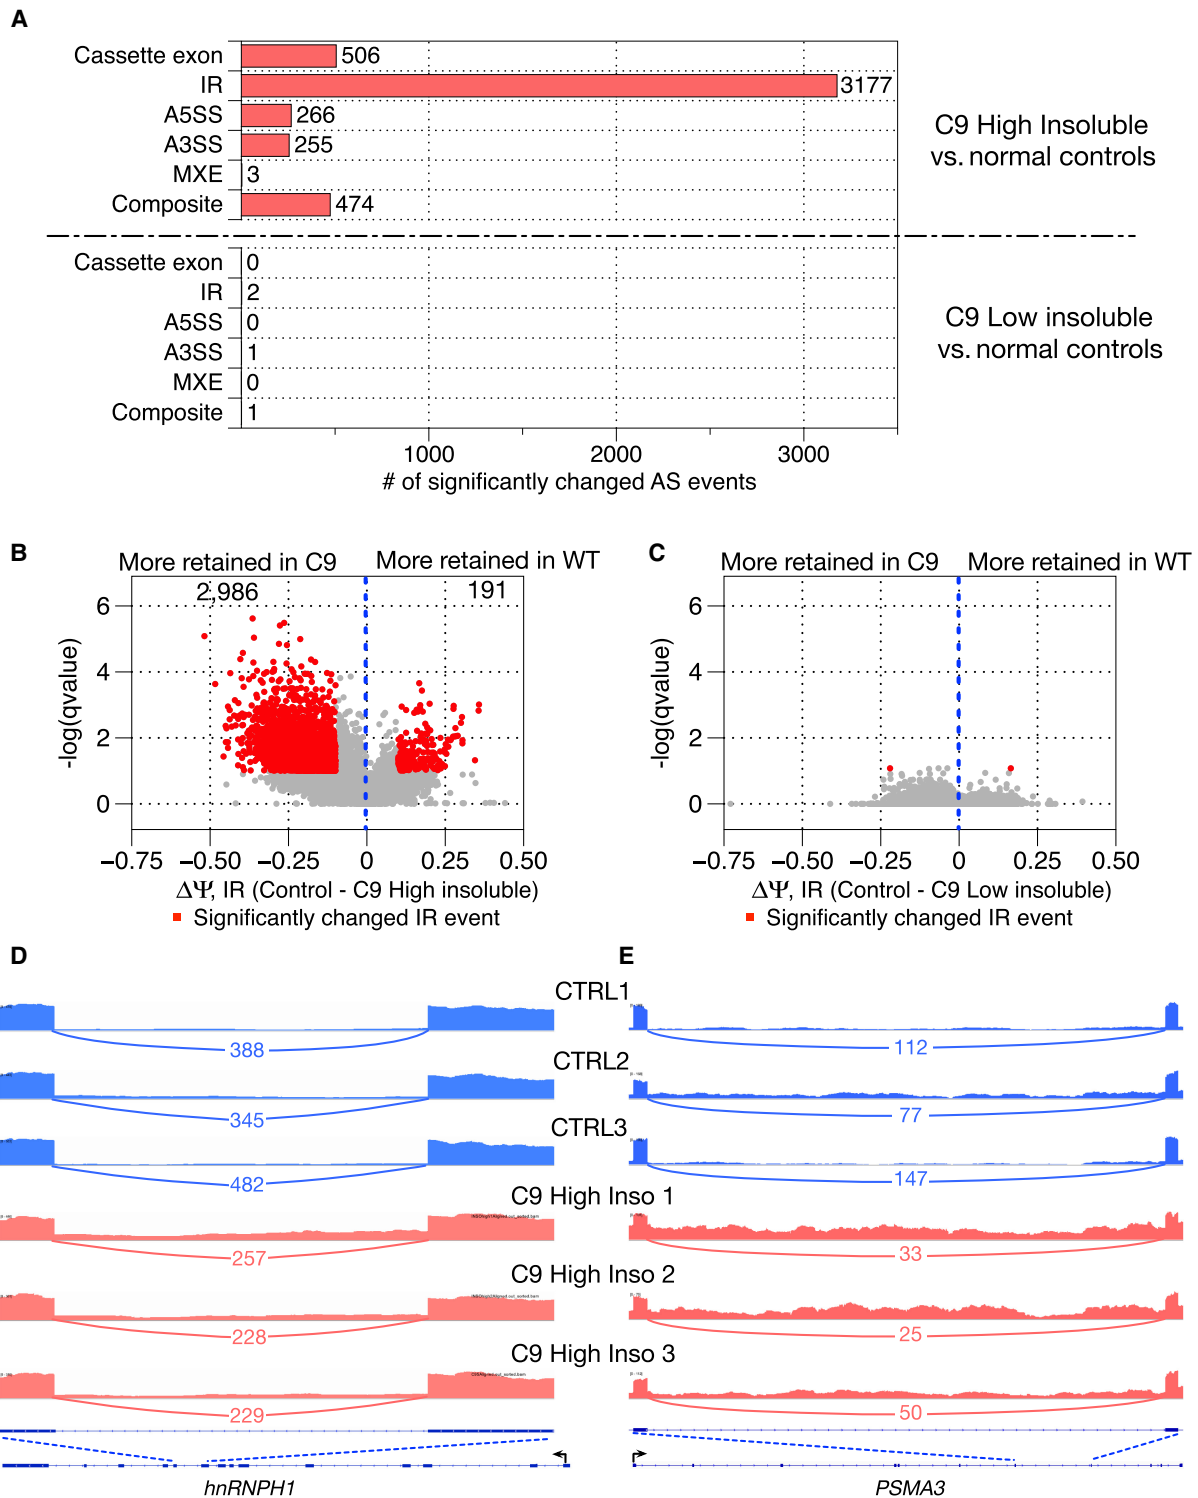 A
Cassette exon 506
IR 3177
A5SS 266
A3SS 255
MXE 3
Composite 474
C9 High Insoluble
vs. normal controls
Cassette exon 0
IR 2
A5SS 0
A3SS 1
MXE 0
Composite 1
C9 Low insoluble
vs. normal controls
1000 2000 3000
# of significantly changed AS events
B
More retained in C9 More retained in WT
2,986 191
6
4
2
0
-log(qvalue)
−0.75 −0.50 −0.25 0 0.25 0.50
ΔΨ, IR (Control - C9 High insoluble)
Significantly changed IR event
C
More retained in C9 More retained in WT
6
4
2
0
-log(qvalue)
−0.75 −0.50 −0.25 0 0.25 0.50
ΔΨ, IR (Control - C9 Low insoluble)
Significantly changed IR event
D E
CTRL1
388 112
CTRL2
345 77
CTRL3
482 147
C9 High Inso 1
257 33
C9 High Inso 2
228 25
C9 High Inso 3
229 50
hnRNPH1 PSMA3